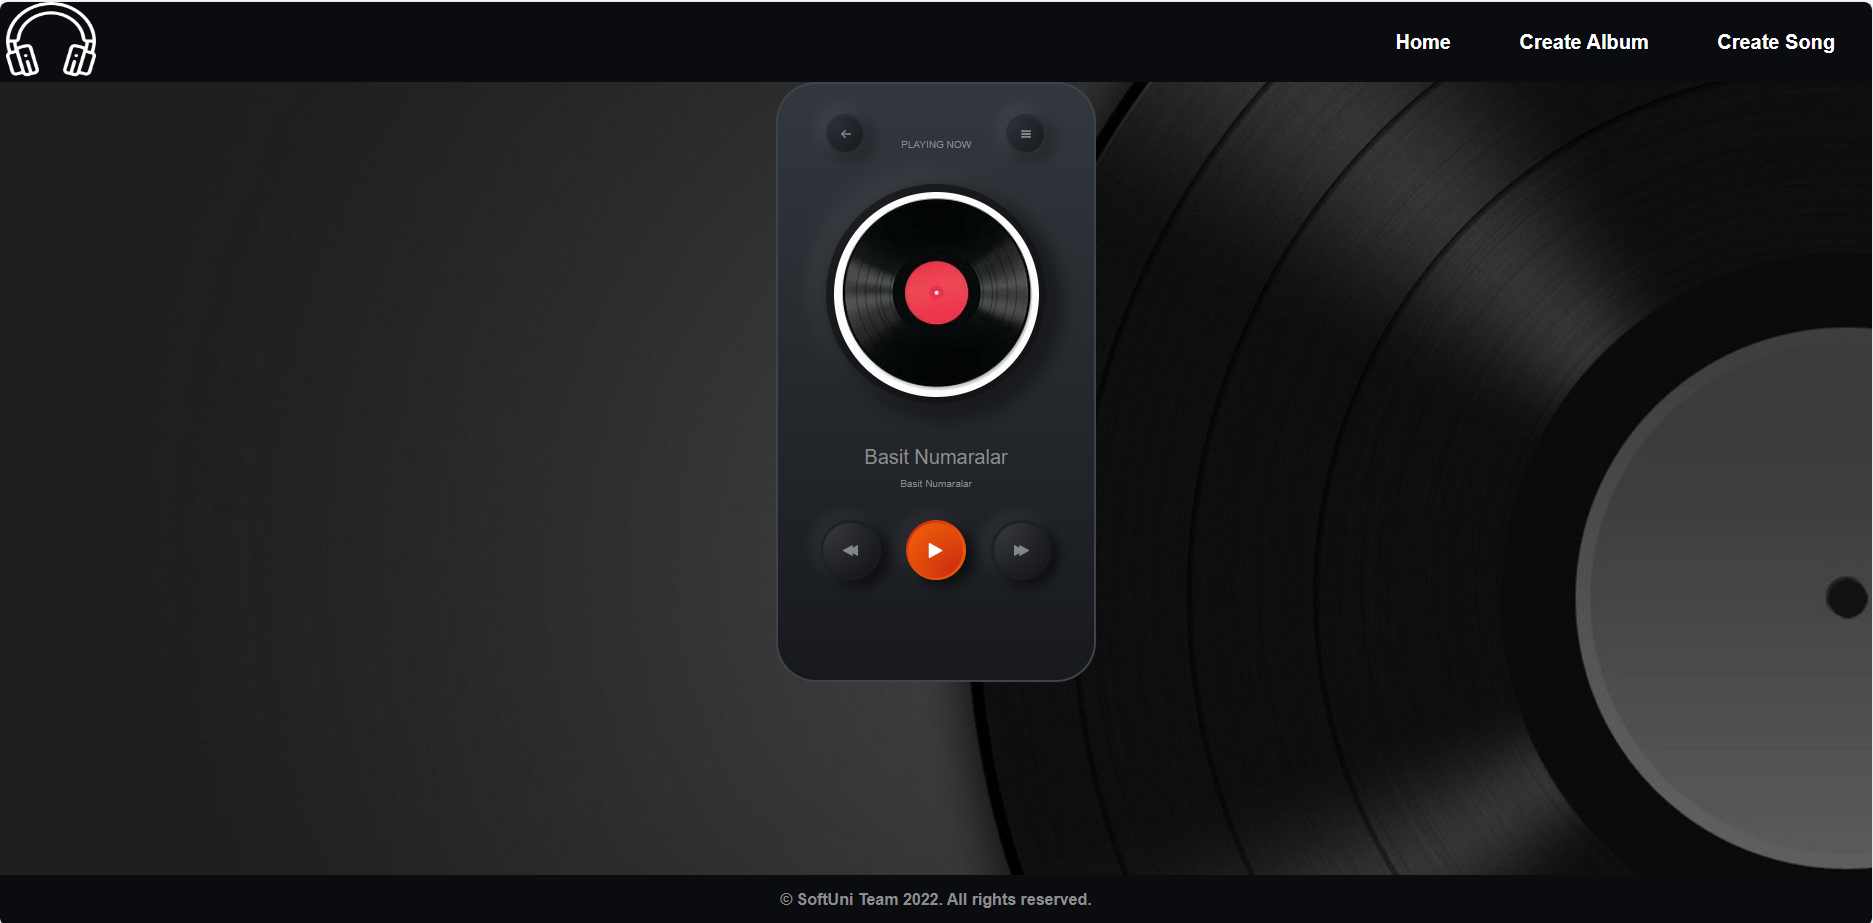 Home
Create Album
Create Song
PLAYING NOW
Basit Numaralar
Basit Numaralar
© SoftUni Team 2022. All rights reserved.